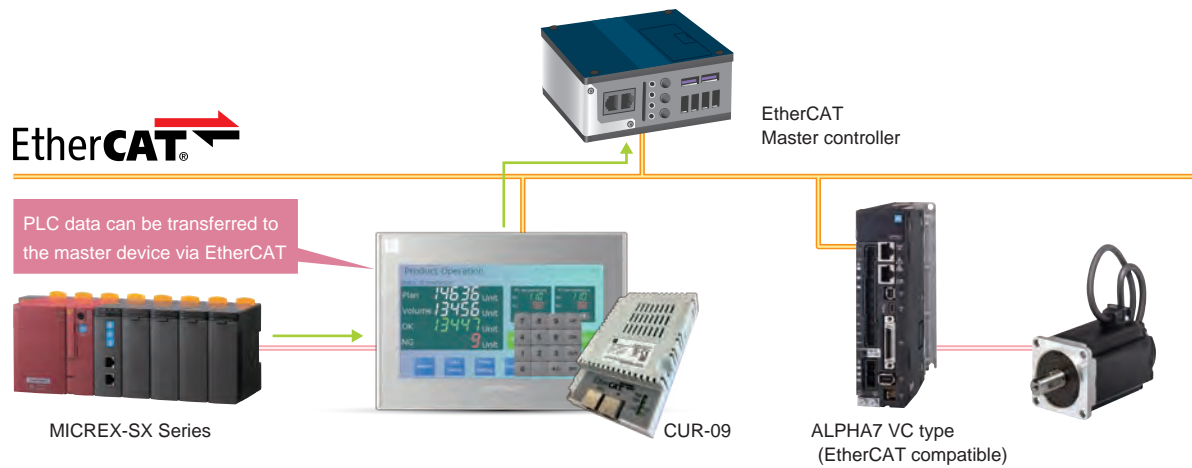 EtherCAT
Master controller
EtherCAT®
PLC data can be transferred to
the master device via EtherCAT
Product Operation
Plan 14636 Unit
Volume 13456 Unit
OK 13447 Unit
NG 9 Unit
EtherCAT
MICREX-SX Series
CUR-09
ALPHA7 VC type
(EtherCAT compatible)